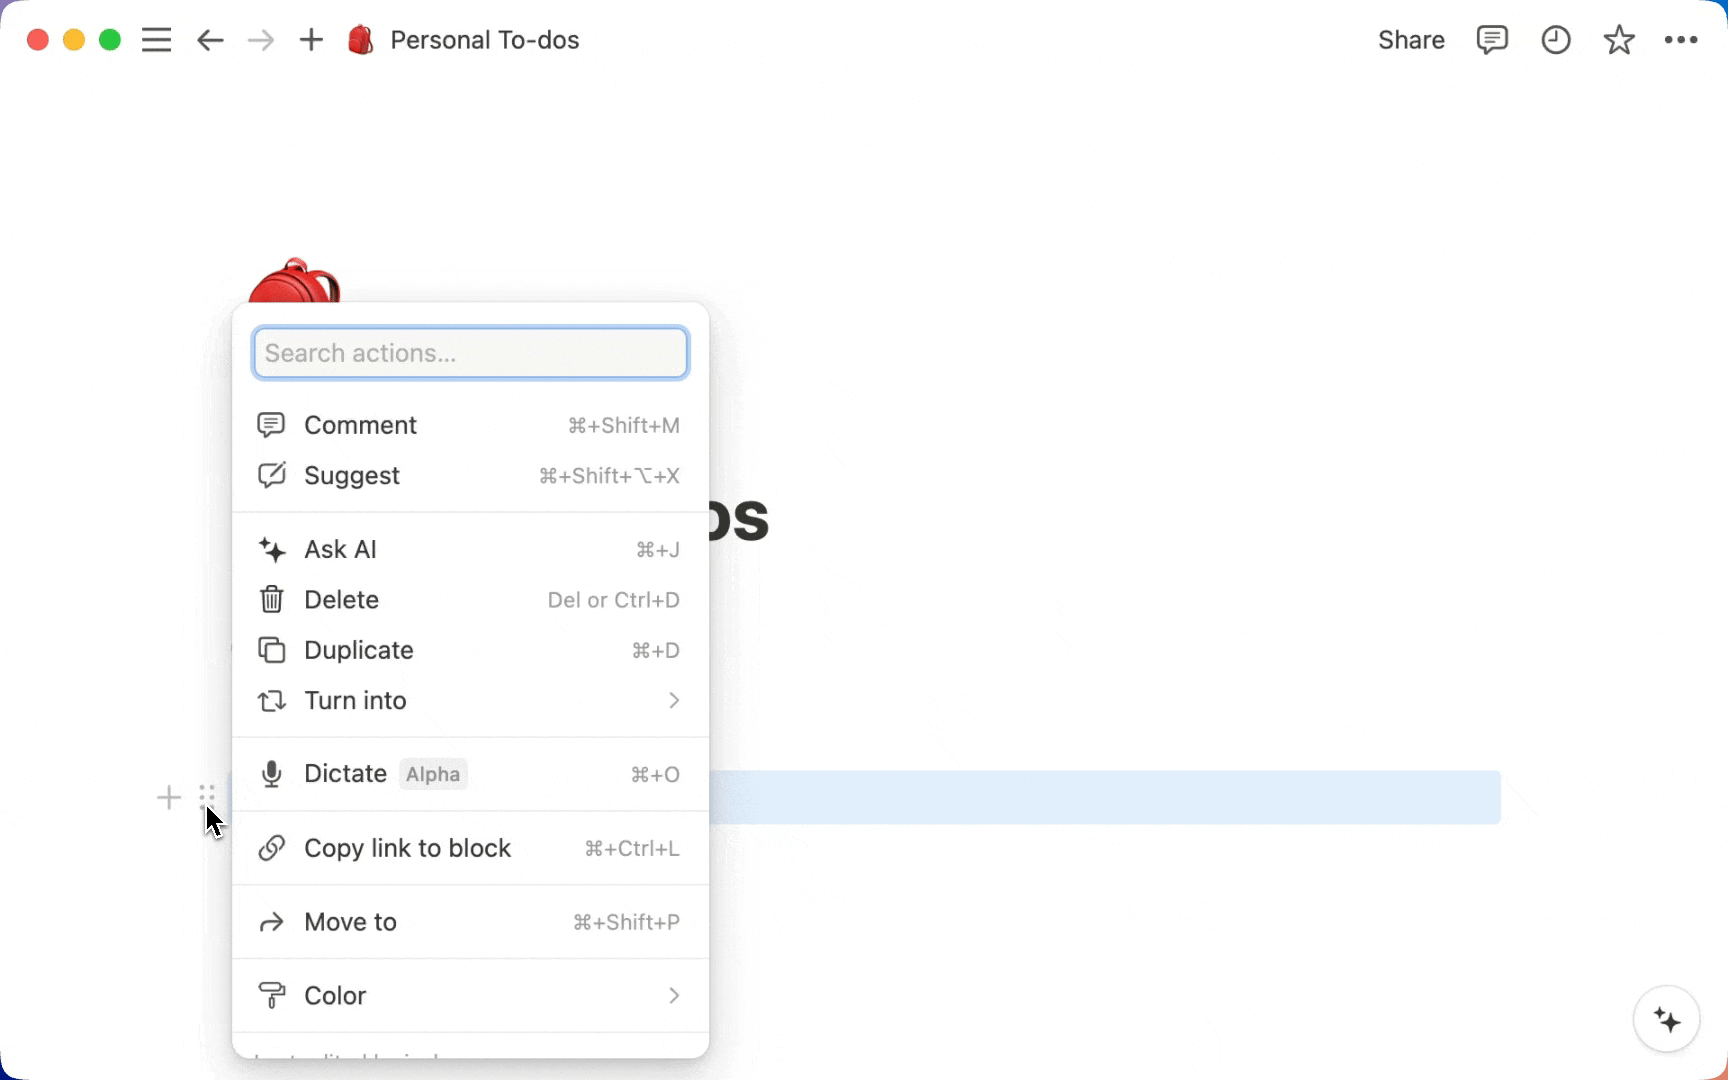 Personal To-dos
Share
Search actions...
Comment ⌘+Shift+M
Suggest ⌘+Shift+⌥+X
os
Ask AI ⌘+J
Delete Del or Ctrl+D
Duplicate ⌘+D
Turn into
Dictate Alpha ⌘+O
Copy link to block ⌘+Ctrl+L
Move to ⌘+Shift+P
Color